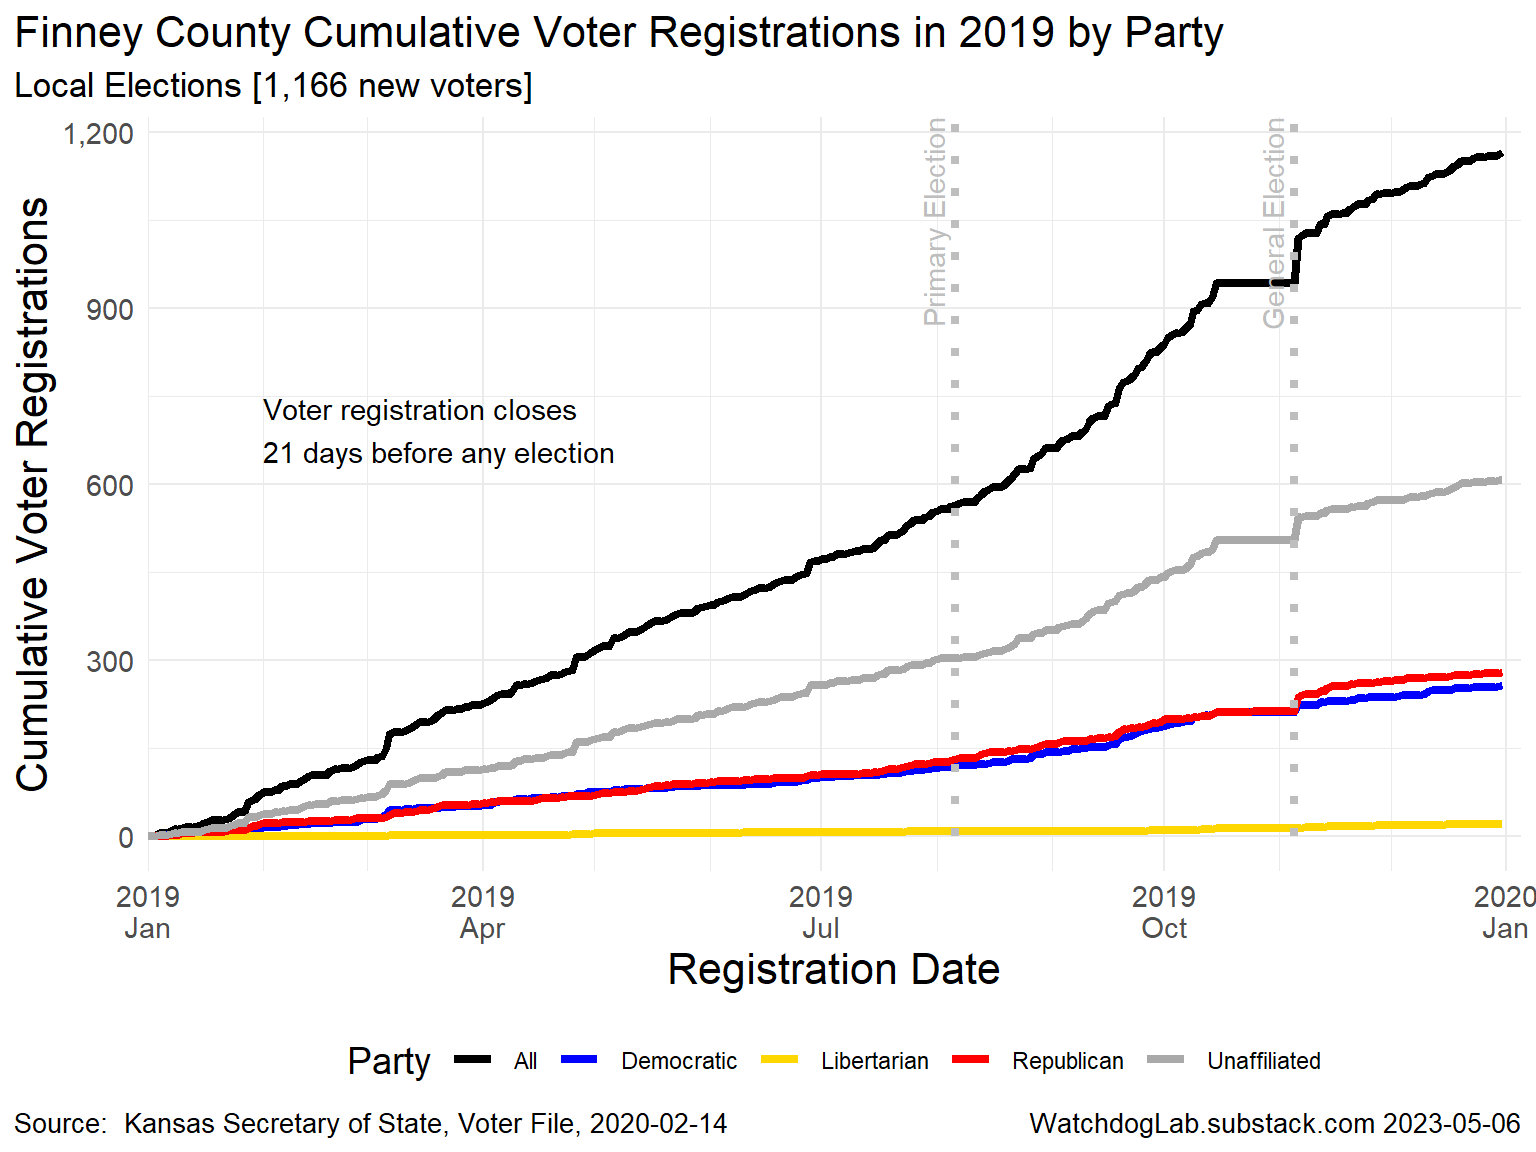 Finney County Cumulative Voter Registrations in 2019 by Party
Local Elections [1,166 new voters]
Cumulative Voter Registrations
1,200
900
600
300
0
Primary Election
General Election
Voter registration closes
21 days before any election
2019 2019 2019 2019 2020
Jan Apr Jul Oct Jan
Registration Date
Party All Democratic Libertarian Republican Unaffiliated
Source:  Kansas Secretary of State, Voter File, 2020-02-14
WatchdogLab.substack.com 2023-05-06